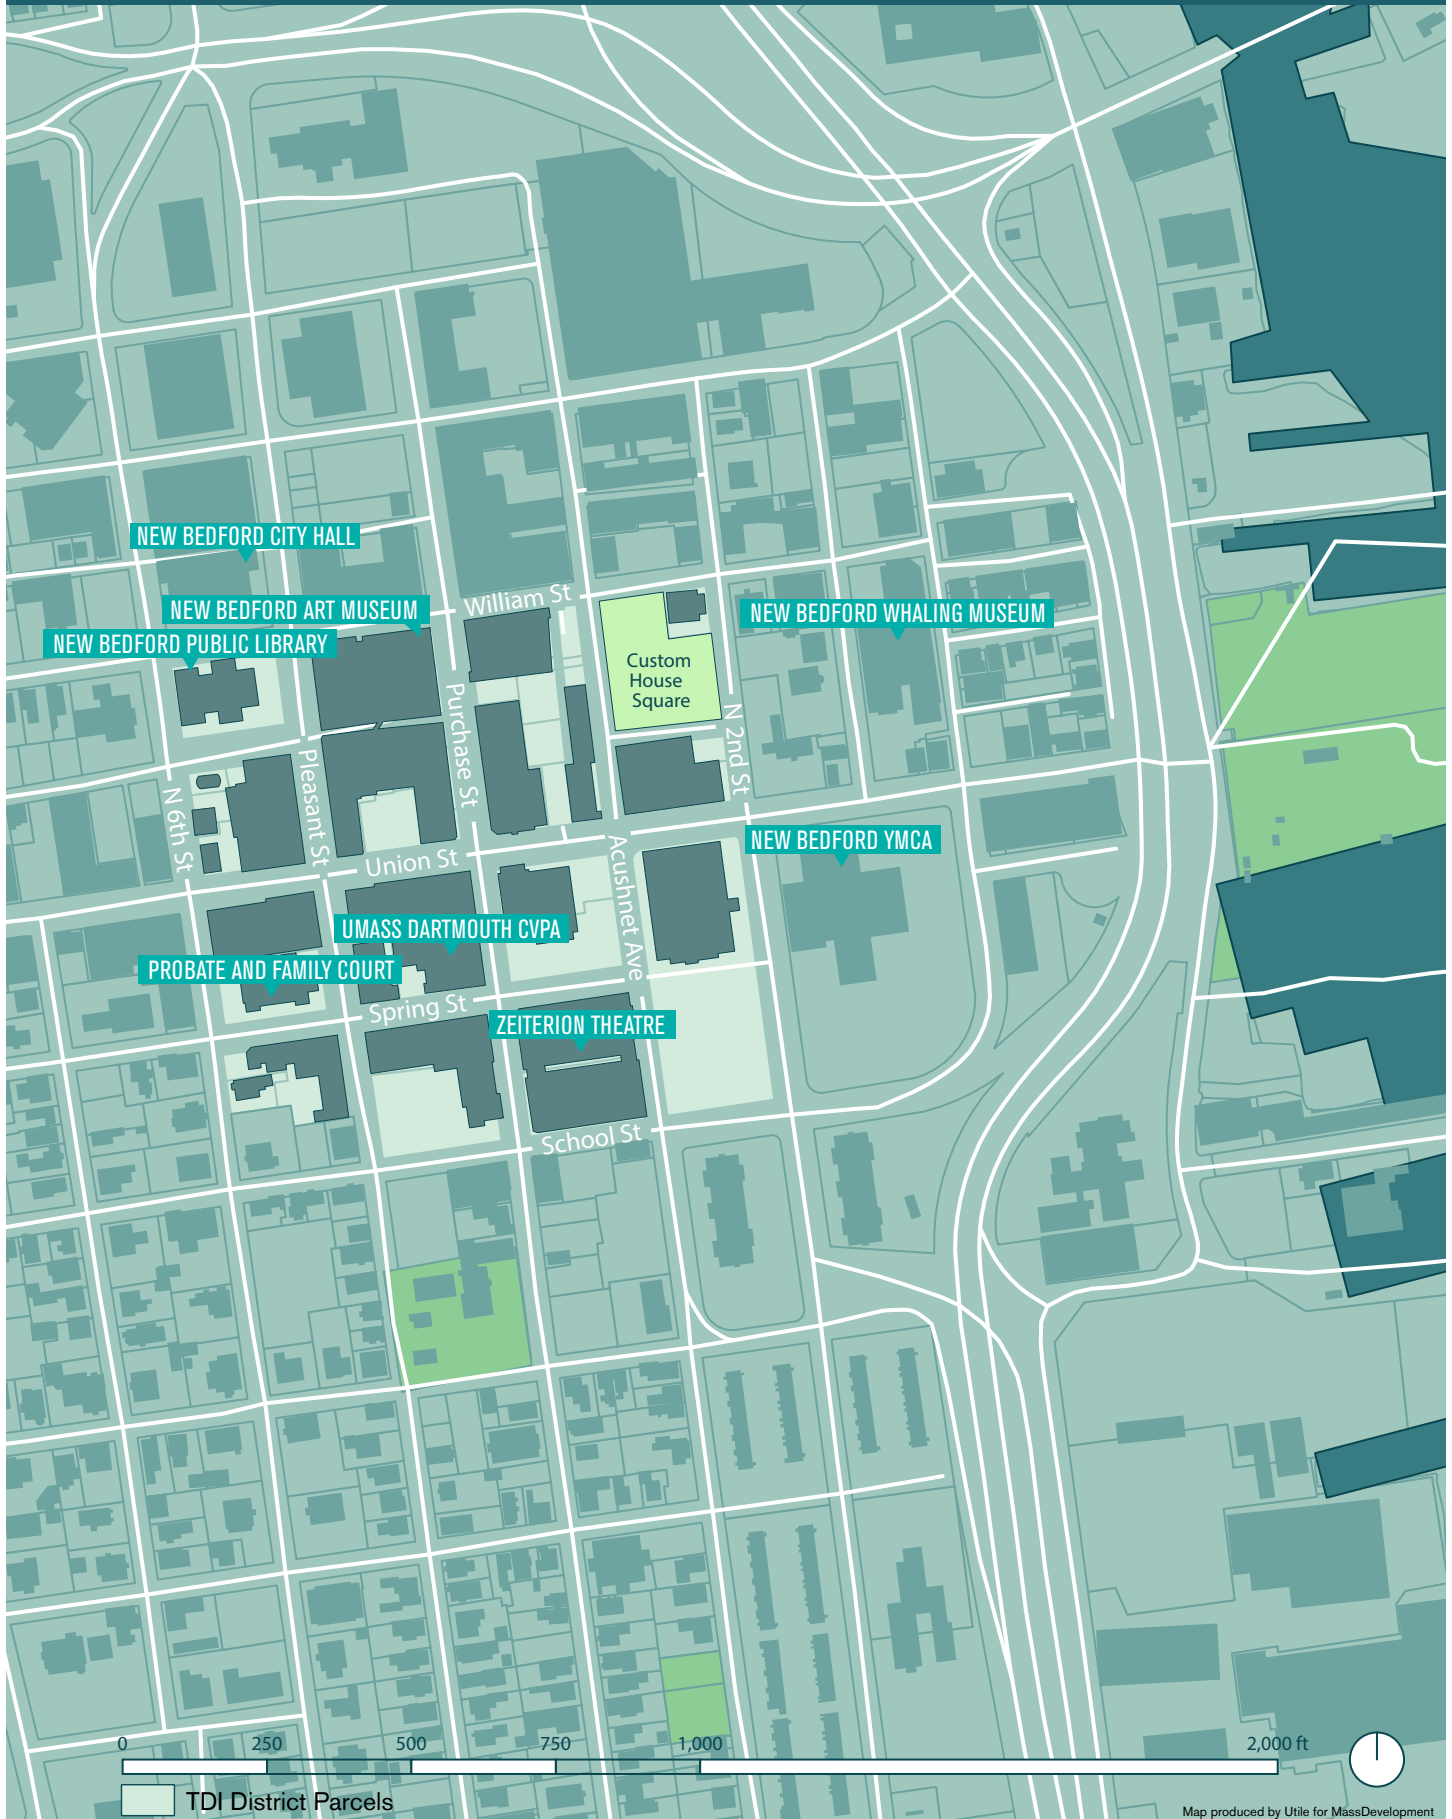 NEW BEDFORD CITY HALL
William St
NEW BEDFORD ART MUSEUM
NEW BEDFORD WHALING MUSEUM
NEW BEDFORD PUBLIC LIBRARY
Custom
House
Square
Purchase St
N 2nd St
Pleasant St
N 6th St
NEW BEDFORD YMCA
Union St
Acushnet Ave
UMASS DARTMOUTH CVPA
PROBATE AND FAMILY COURT
Spring St
ZEITERION THEATRE
School St
0 250 500 750 1,000 2,000 ft
TDI District Parcels
Map produced by Utile for MassDevelopment